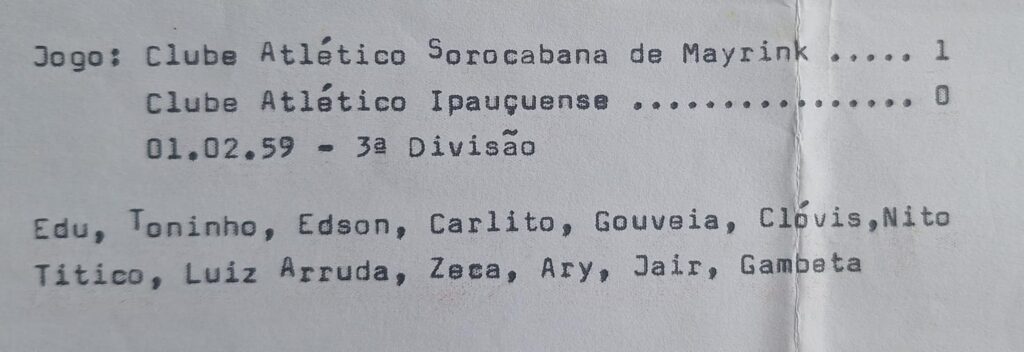 Jogo: Clube Atlético Sorocabana de Mayrink ..... 1
Clube Atlético Ipauçuense ................ 0
01.02.59 - 3ª Divisão
Edu, Toninho, Edson, Carlito, Gouveia, Clóvis,Nito
Titico, Luiz Arruda, Zeca, Ary, Jair, Gambeta